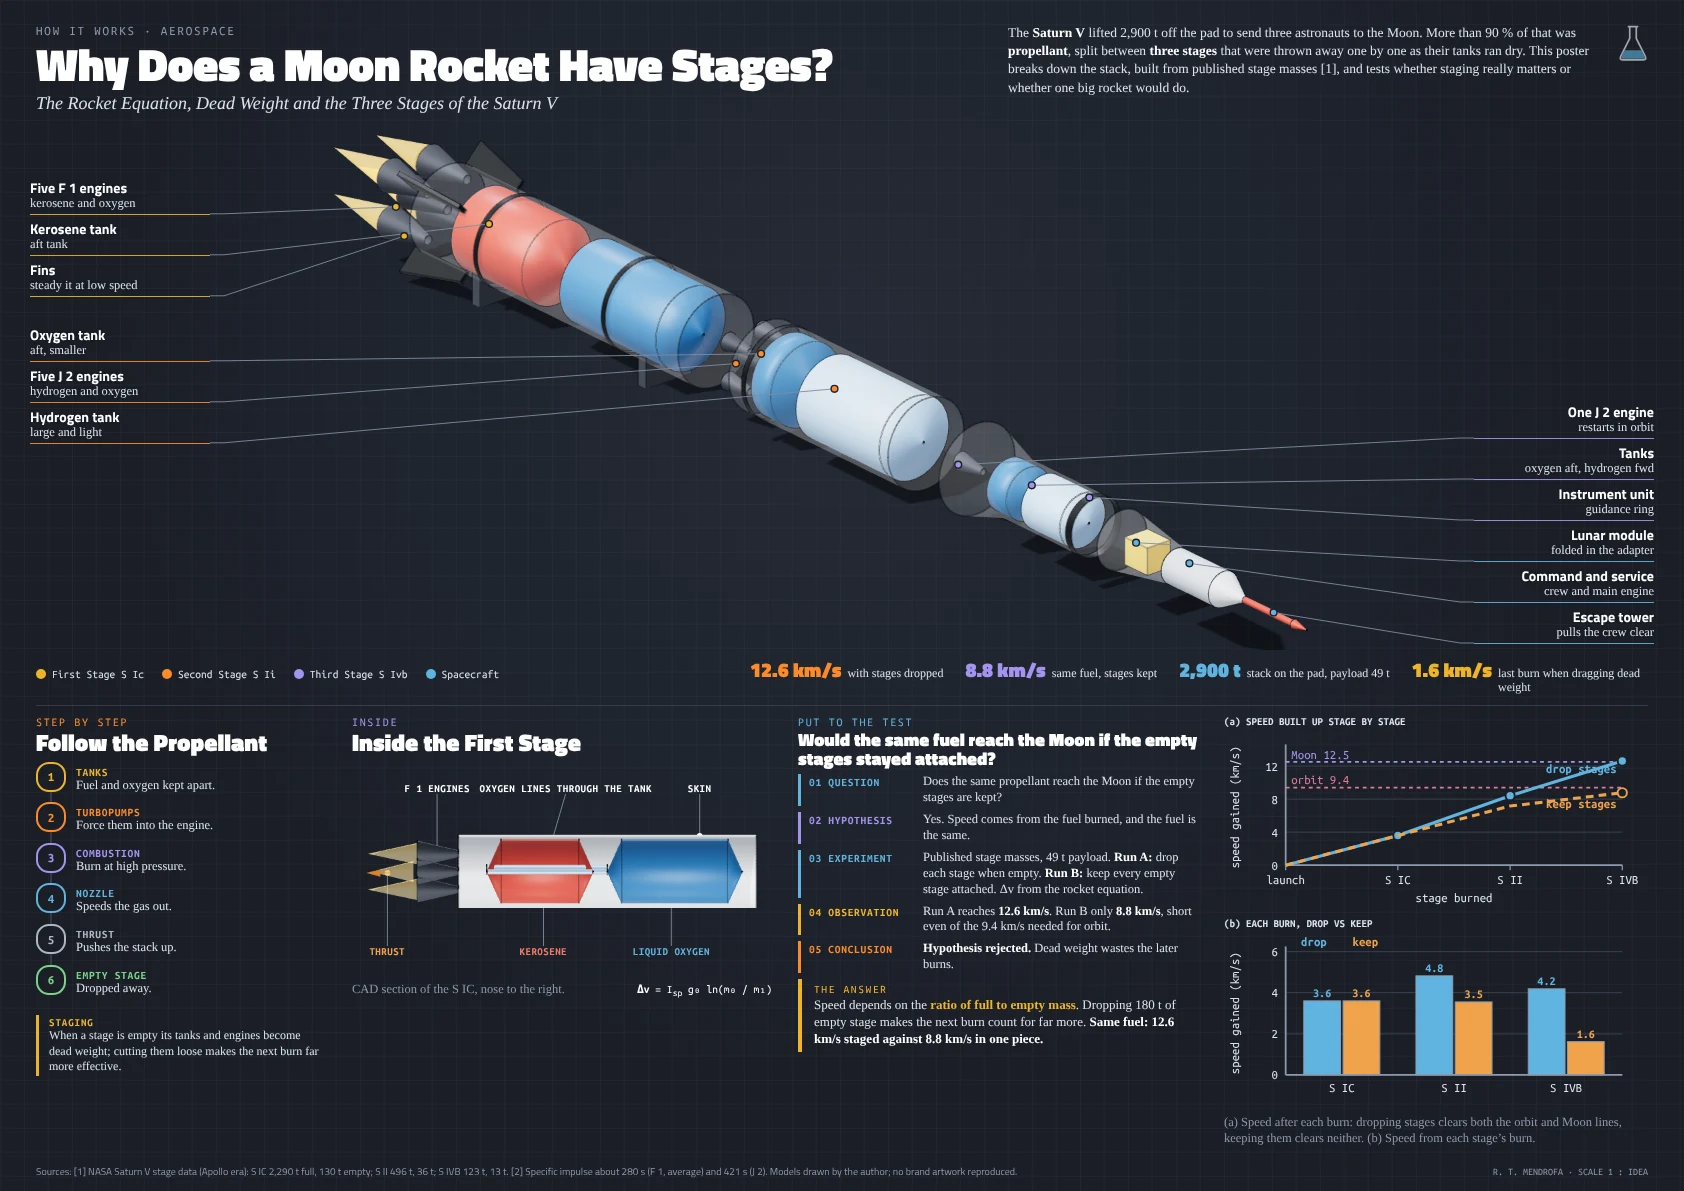 HOW IT WORKS · AEROSPACE
Why Does a Moon Rocket Have Stages?
The Rocket Equation, Dead Weight and the Three Stages of the Saturn V
The Saturn V lifted 2,900 t off the pad to send three astronauts to the Moon. More than 90 % of that was
propellant, split between three stages that were thrown away one by one as their tanks ran dry. This poster
breaks down the stack, built from published stage masses [1], and tests whether staging really matters or
whether one big rocket would do.
Five F 1 engines
kerosene and oxygen
Kerosene tank
aft tank
Fins
steady it at low speed
Oxygen tank
aft, smaller
Five J 2 engines
hydrogen and oxygen
Hydrogen tank
large and light
One J 2 engine
restarts in orbit
Tanks
oxygen aft, hydrogen fwd
Instrument unit
guidance ring
Lunar module
folded in the adapter
Command and service
crew and main engine
Escape tower
pulls the crew clear
First Stage S Ic
Second Stage S Ii
Third Stage S Ivb
Spacecraft
12.6 km/s with stages dropped
8.8 km/s same fuel, stages kept
2,900 t stack on the pad, payload 49 t
1.6 km/s last burn when dragging dead
weight
STEP BY STEP
Follow the Propellant
1 TANKS
Fuel and oxygen kept apart.
2 TURBOPUMPS
Force them into the engine.
3 COMBUSTION
Burn at high pressure.
4 NOZZLE
Speeds the gas out.
5 THRUST
Pushes the stack up.
6 EMPTY STAGE
Dropped away.
STAGING
When a stage is empty its tanks and engines become
dead weight; cutting them loose makes the next burn far
more effective.
INSIDE
Inside the First Stage
F 1 ENGINES OXYGEN LINES THROUGH THE TANK SKIN
THRUST KEROSENE LIQUID OXYGEN
CAD section of the S IC, nose to the right.
Δv = Isp g₀ ln(m₀ / m₁)
PUT TO THE TEST
Would the same fuel reach the Moon if the empty
stages stayed attached?
01 QUESTION Does the same propellant reach the Moon if the empty
stages are kept?
02 HYPOTHESIS Yes. Speed comes from the fuel burned, and the fuel is
the same.
03 EXPERIMENT Published stage masses, 49 t payload. Run A: drop
each stage when empty. Run B: keep every empty
stage attached. Δv from the rocket equation.
04 OBSERVATION Run A reaches 12.6 km/s. Run B only 8.8 km/s, short
even of the 9.4 km/s needed for orbit.
05 CONCLUSION Hypothesis rejected. Dead weight wastes the later
burns.
THE ANSWER
Speed depends on the ratio of full to empty mass. Dropping 180 t of
empty stage makes the next burn count for far more. Same fuel: 12.6
km/s staged against 8.8 km/s in one piece.
(a) SPEED BUILT UP STAGE BY STAGE
speed gained (km/s)
12
8
4
0
Moon 12.5
orbit 9.4
drop stages
keep stages
launch S IC S II S IVB
stage burned
(b) EACH BURN, DROP VS KEEP
drop keep
speed gained (km/s)
6
4
2
0
3.6 3.6
4.8 3.5
4.2 1.6
S IC S II S IVB
(a) Speed after each burn: dropping stages clears both the orbit and Moon lines,
keeping them clears neither. (b) Speed from each stage's burn.
Sources: [1] NASA Saturn V stage data (Apollo era): S IC 2,290 t full, 130 t empty; S II 496 t, 36 t; S IVB 123 t, 13 t. [2] Specific impulse about 280 s (F 1, average) and 421 s (J 2). Models drawn by the author; no brand artwork reproduced.
R. T. MENDROFA · SCALE 1 : IDEA